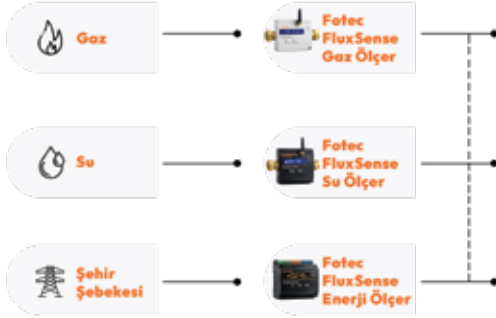 Gaz
Fotec
FluxSense
Gaz Ölçer
Su
Fotec
FluxSense
Su Ölçer
Şehir
Şebekesi
Fotec
FluxSense
Enerji Ölçer